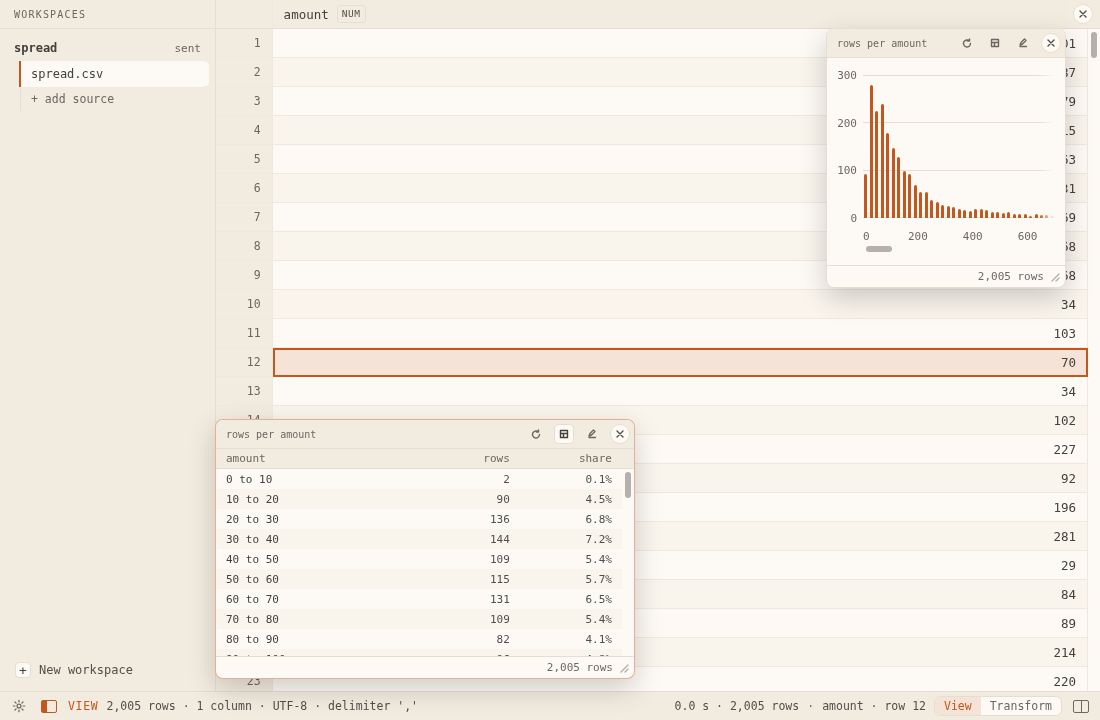 WORKSPACES
spread sent
spread.csv
+ add source
+ New workspace
amount NUM
1
2
3
4
5
6
7
8
9
10 34
11 103
12 70
13 34
102
227
92
196
281
29
84
89
214
23 220
rows per amount
300
200
100
0
0 200 400 600
2,005 rows
rows per amount
amount rows share
0 to 10 2 0.1%
10 to 20 90 4.5%
20 to 30 136 6.8%
30 to 40 144 7.2%
40 to 50 109 5.4%
50 to 60 115 5.7%
60 to 70 131 6.5%
70 to 80 109 5.4%
80 to 90 82 4.1%
2,005 rows
VIEW 2,005 rows · 1 column · UTF-8 · delimiter ','
0.0 s · 2,005 rows · amount · row 12 View Transform